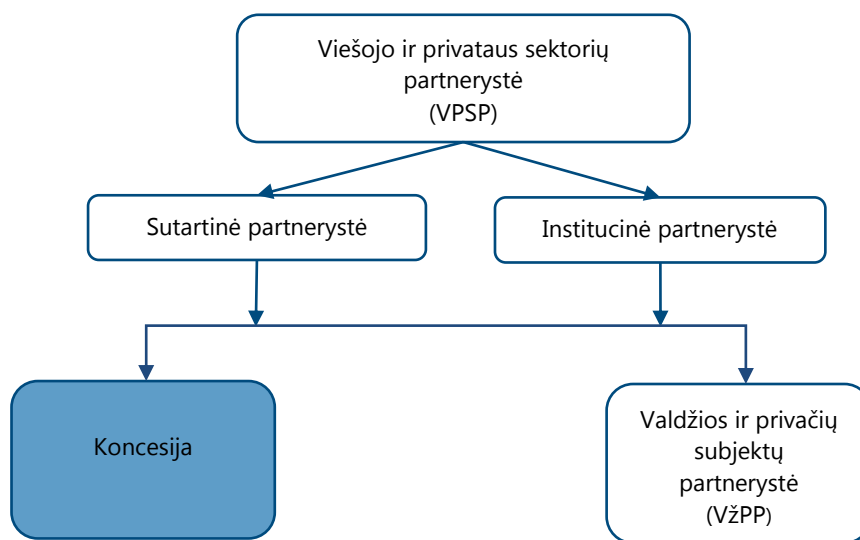 Viešojo ir privataus sektorių
partnerystė
(VPSP)
Sutartinė partnerystė
Institucinė partnerystė
Koncesija
Valdžios ir privačių
subjektų
partnerystė
(VžPP)